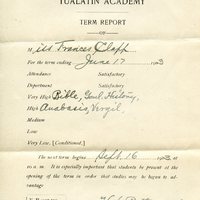 TUALATIN ACADEMY
TERM REPORT
OF
Miss Frances Clapp
For the term ending June 17 1903
Attendance Satisfactory
Deportment Satisfactory
Very High Bible, Genl. History,
High Anabasis, Vergil
Medium
Low
Very Low. [Conditioned.]
The next term begins Sept. 16 1903 at
M. It is especially important that students be present at the
opening of the term in order that studies may be begun to ad-
vantage